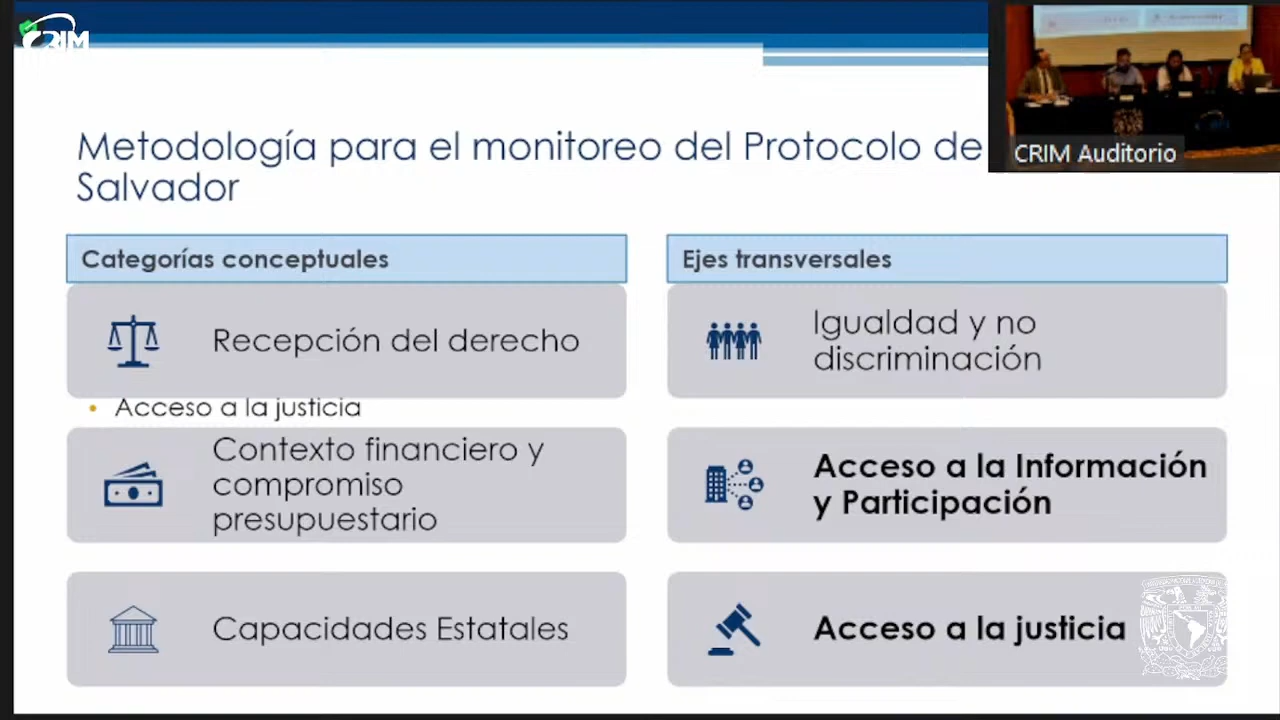 CRIM
CRIM Auditorio
Metodología para el monitoreo del Protocolo de
Salvador
Categorías conceptuales
Recepción del derecho
Acceso a la justicia
Contexto financiero y
compromiso
presupuestario
Capacidades Estatales
Ejes transversales
Igualdad y no
discriminación
Acceso a la Información
y Participación
Acceso a la justicia